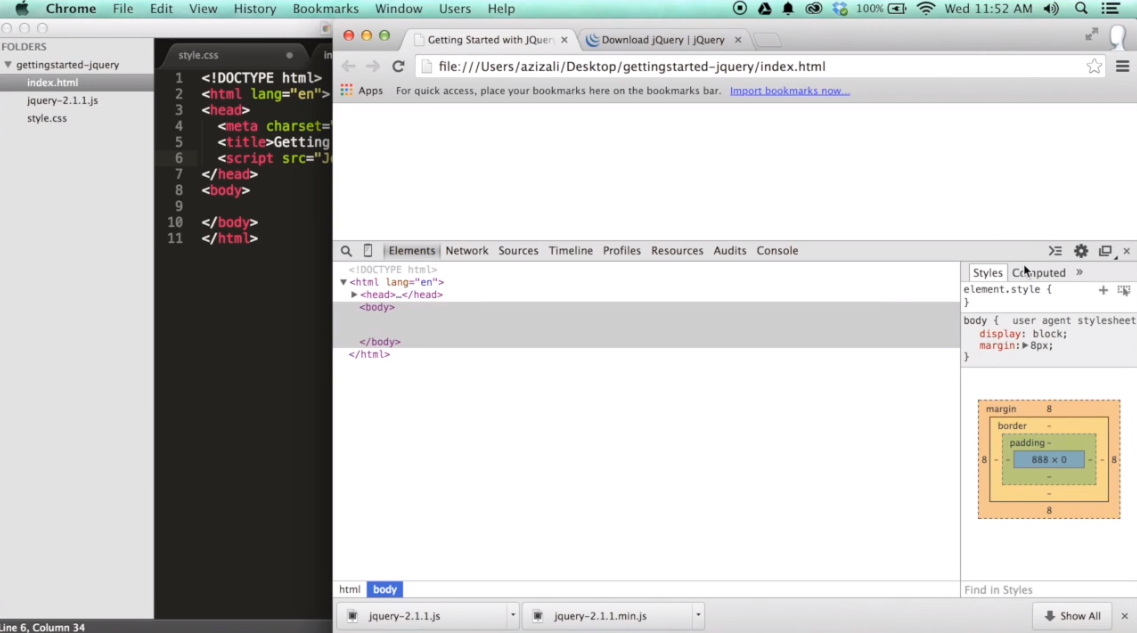 Chrome File Edit View History Bookmarks Window Users Help 100% Wed 11:52 AM
FOLDERS
gettingstarted-jquery
index.html
jquery-2.1.1.js
style.css
style.css
1 <!DOCTYPE html>
2 <html lang="en">
3 <head>
4 <meta charset=
5 <title>Getting
6 <script src="J
7 </head>
8 <body>
9
10 </body>
11 </html>
Line 6, Column 34
Getting Started with JQuer Download jQuery | jQuery
file:///Users/azizali/Desktop/gettingstarted-jquery/index.html
Apps For quick access, place your bookmarks here on the bookmarks bar. Import bookmarks now...
Elements Network Sources Timeline Profiles Resources Audits Console
<!DOCTYPE html>
<html lang="en">
<head>…</head>
<body>
</body>
</html>
html body
Styles Computed »
element.style {
}
body { user agent stylesheet
display: block;
margin: 8px;
}
margin 8
border -
padding -
8 - - 888 × 0 - - 8
-
-
8
Find in Styles
jquery-2.1.1.js jquery-2.1.1.min.js Show All